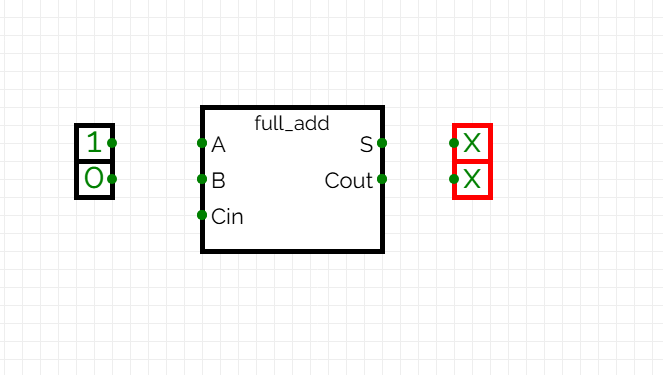 full_add
1 A S X
0 B Cout X
Cin